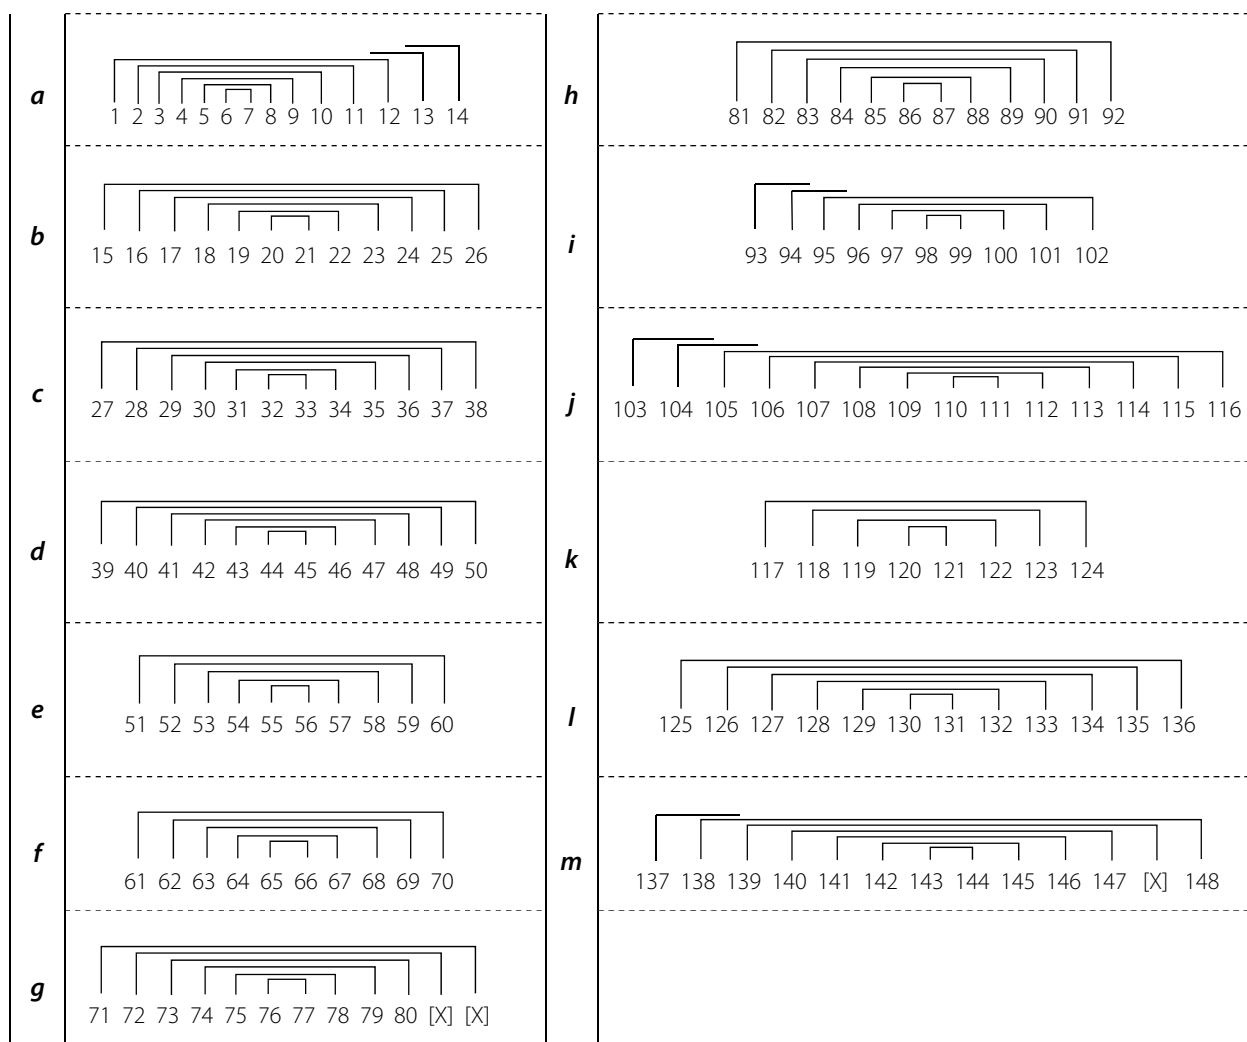 a
1 2 3 4 5 6 7 8 9 10 11 12 13 14
b
15 16 17 18 19 20 21 22 23 24 25 26
c
27 28 29 30 31 32 33 34 35 36 37 38
d
39 40 41 42 43 44 45 46 47 48 49 50
e
51 52 53 54 55 56 57 58 59 60
f
61 62 63 64 65 66 67 68 69 70
g
71 72 73 74 75 76 77 78 79 80 [X] [X]
h
81 82 83 84 85 86 87 88 89 90 91 92
i
93 94 95 96 97 98 99 100 101 102
j
103 104 105 106 107 108 109 110 111 112 113 114 115 116
k
117 118 119 120 121 122 123 124
l
125 126 127 128 129 130 131 132 133 134 135 136
m
137 138 139 140 141 142 143 144 145 146 147 [X] 148